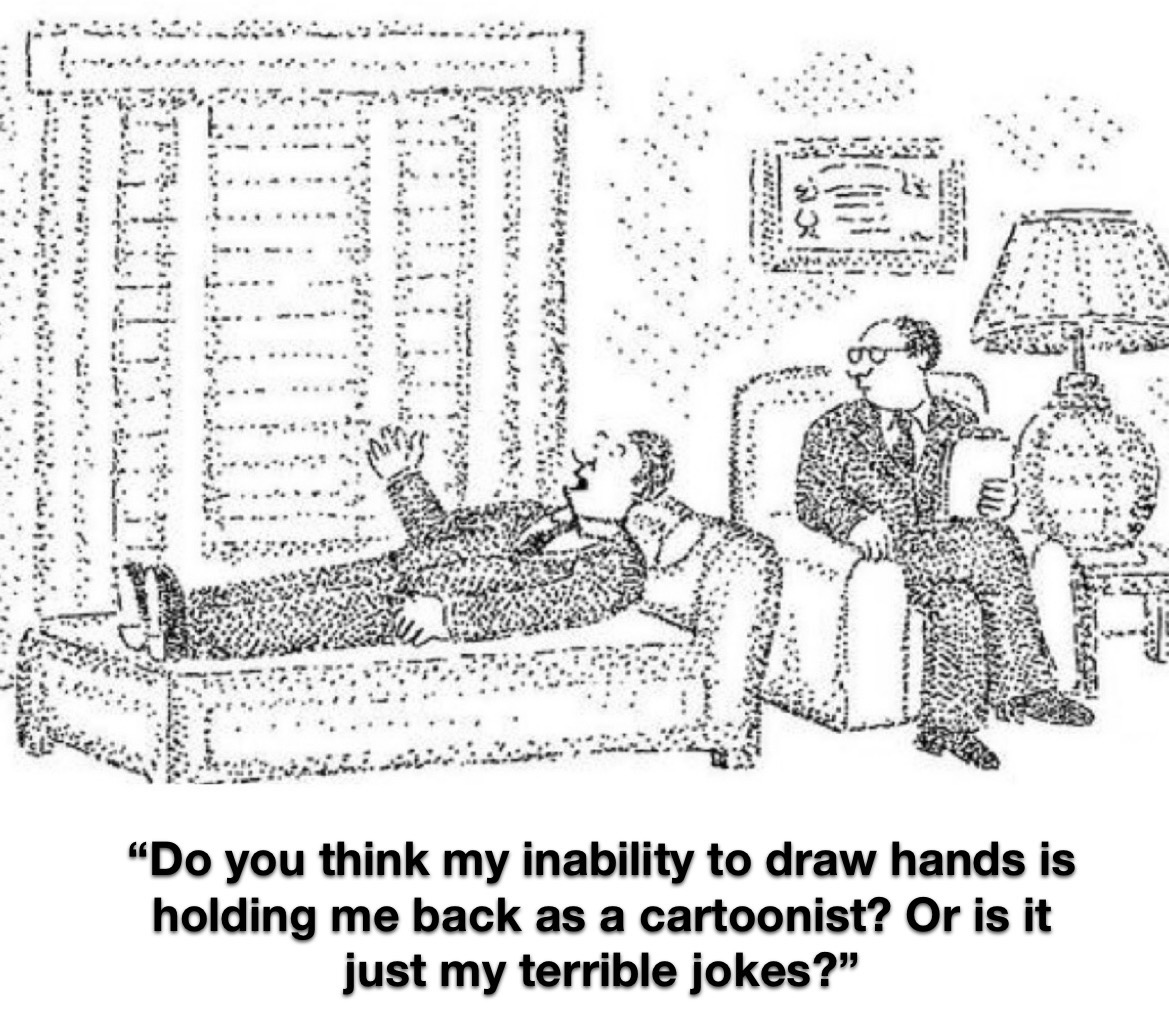 “Do you think my inability to draw hands is
holding me back as a cartoonist? Or is it
just my terrible jokes?”